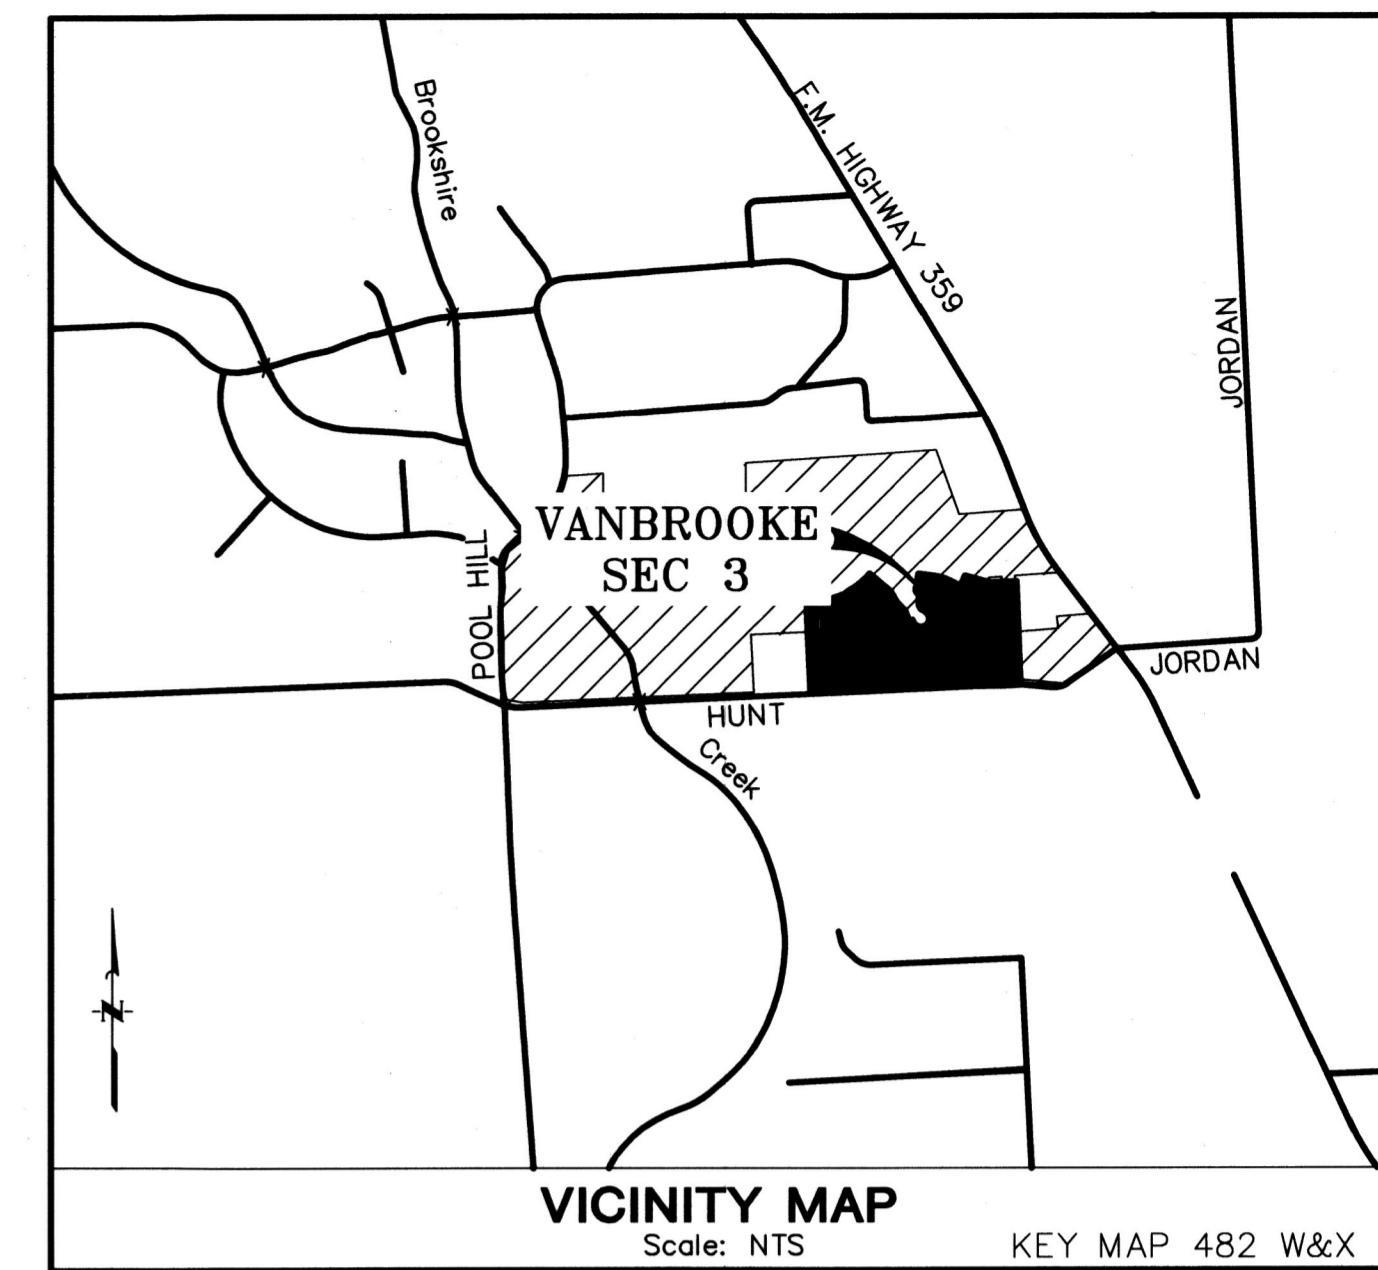 Brookshire
F.M. HIGHWAY 359
JORDAN
VANBROOKE
SEC 3
POOL HILL
JORDAN
HUNT
Creek
N
VICINITY MAP
Scale: NTS
KEY MAP 482 W&X